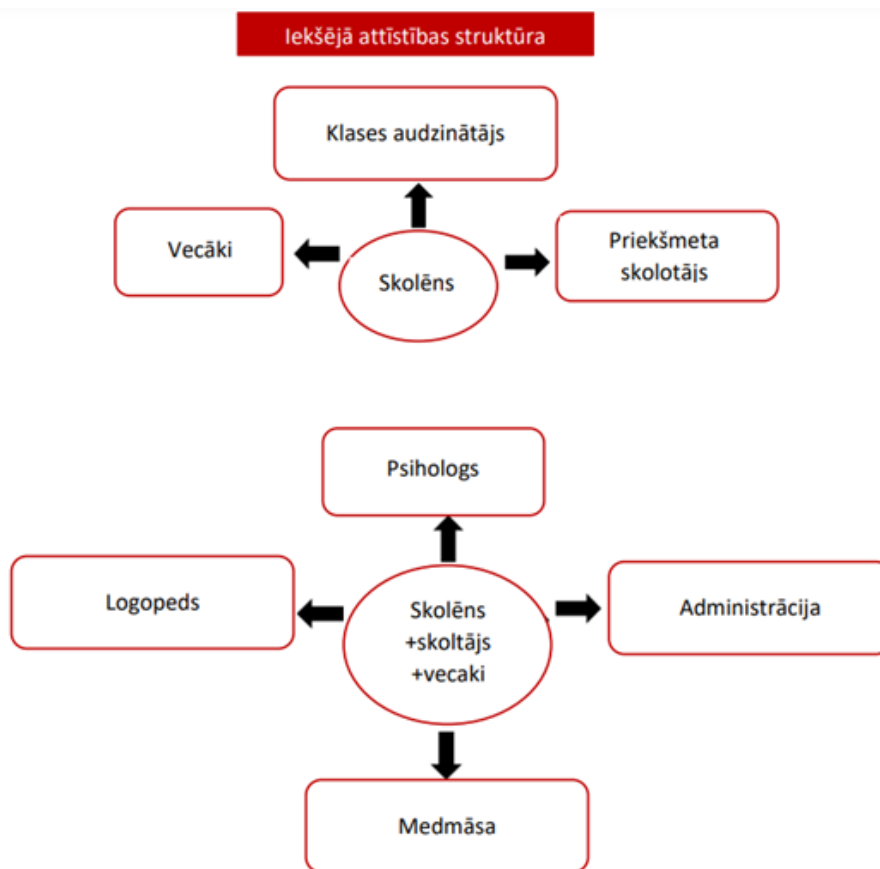 Iekšējā attīstības struktūra
Klases audzinātājs
Vecāki
Priekšmeta
skolotājs
Skolēns
Psihologs
Logopeds
Skolēns
+skoltājs
+vecaki
Administrācija
Medmāsa